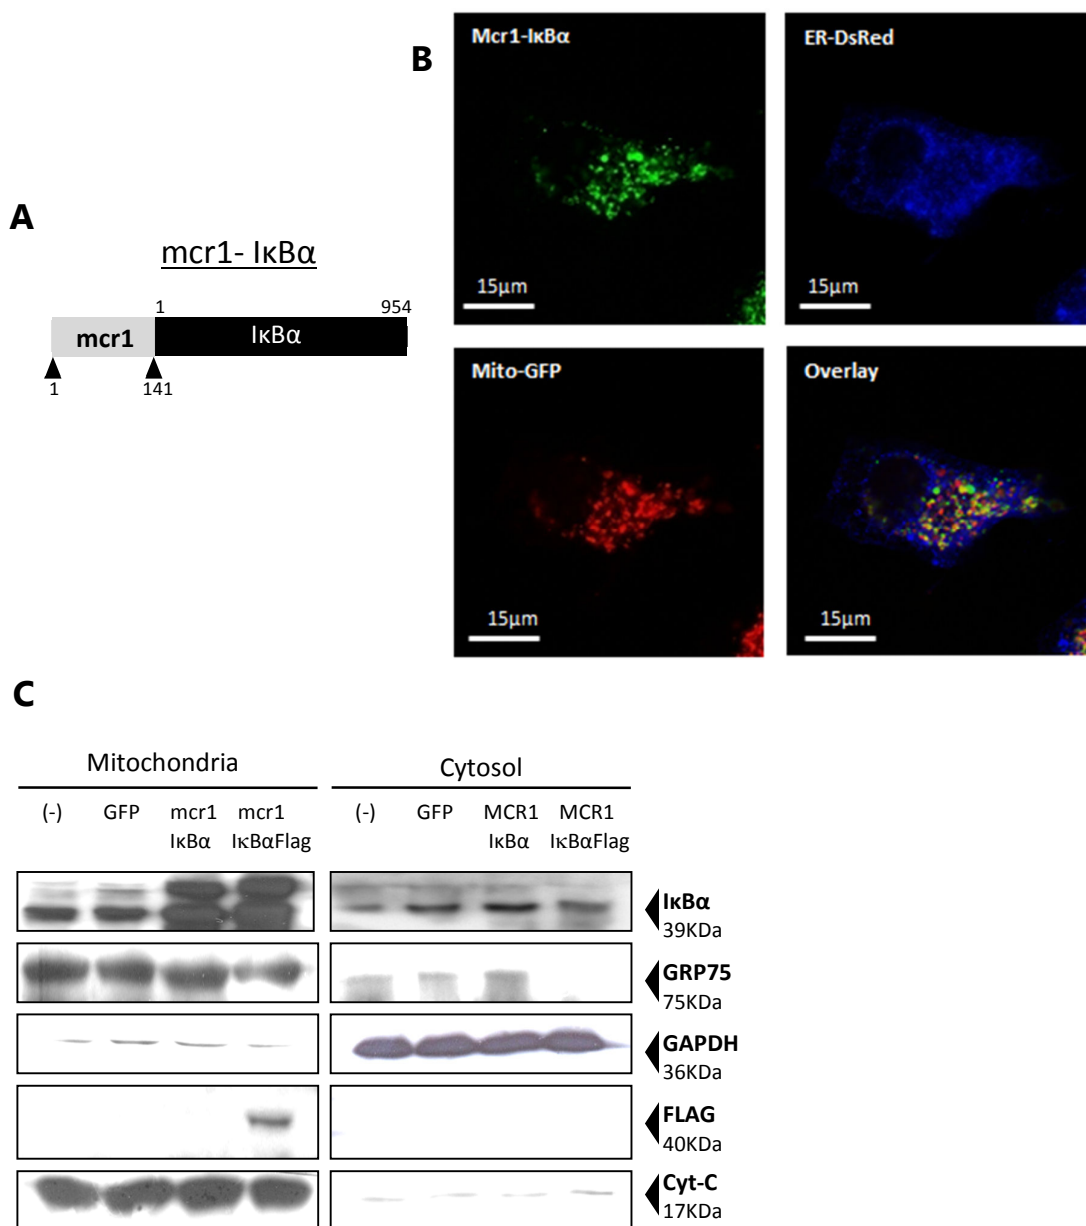 A
mcr1- IκBα
1 954
mcr1 IκBα
1 141
B
Mcr1-IκBα
15μm
ER-DsRed
15μm
Mito-GFP
15μm
Overlay
15μm
C
Mitochondria
Cytosol
(-) GFP mcr1 mcr1
IκBα IκBαFlag
(-) GFP MCR1 MCR1
IκBα IκBαFlag
IκBα
39KDa
GRP75
75KDa
GAPDH
36KDa
FLAG
40KDa
Cyt-C
17KDa